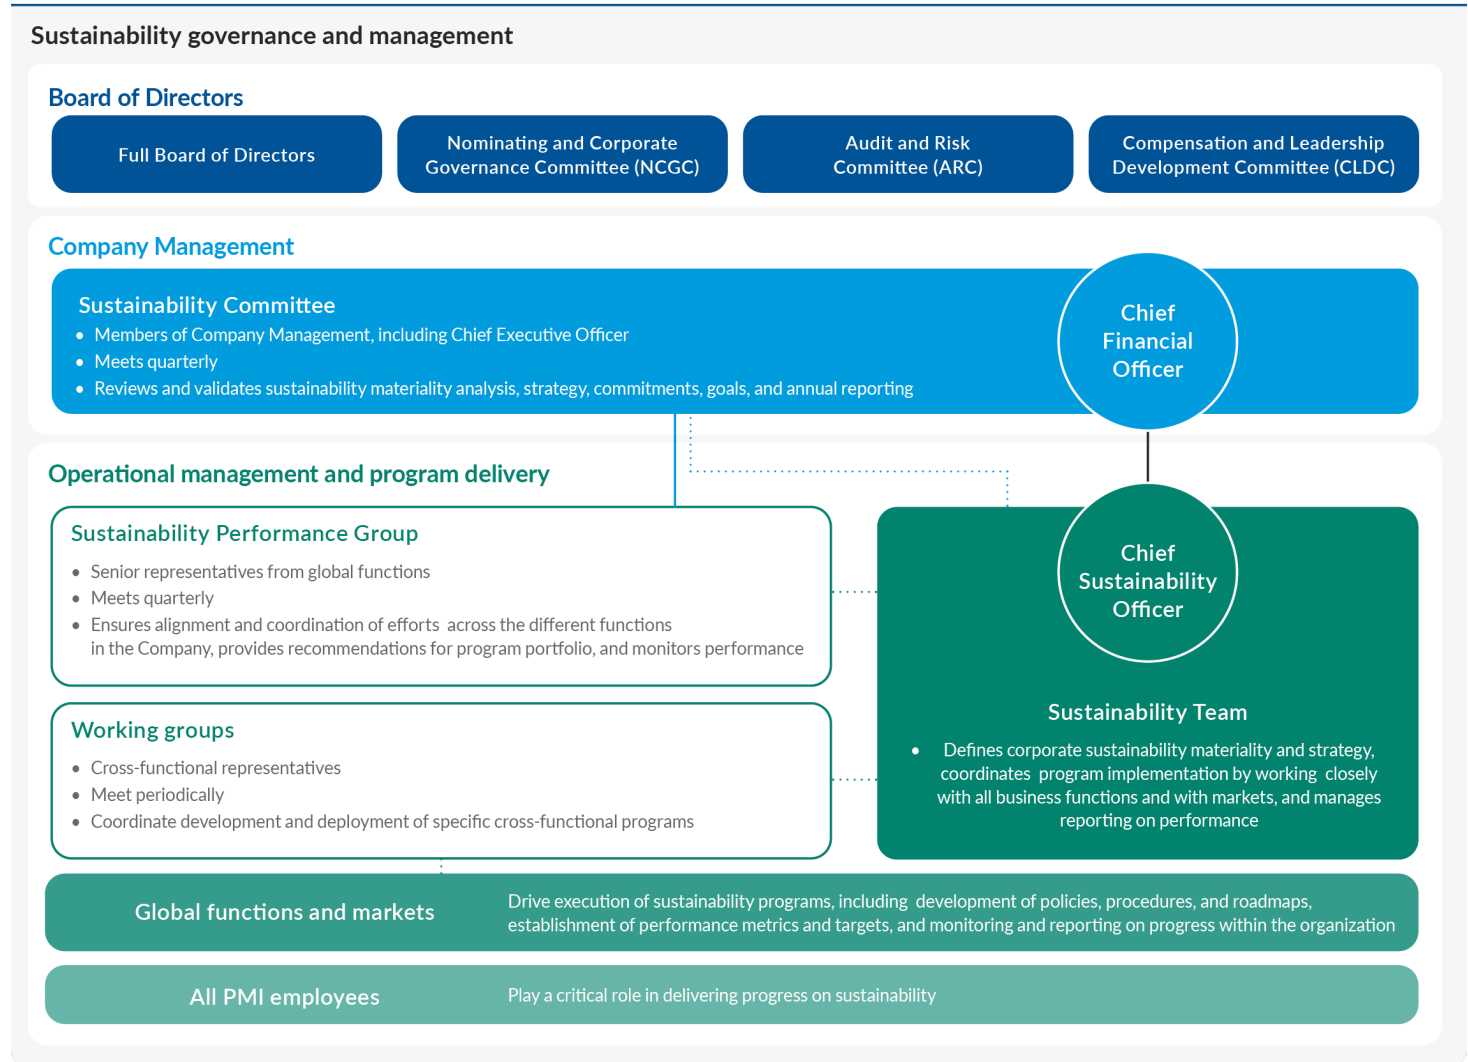 Sustainability governance and management
Board of Directors
Full Board of Directors
Nominating and Corporate
Governance Committee (NCGC)
Audit and Risk
Committee (ARC)
Compensation and Leadership
Development Committee (CLDC)
Company Management
Sustainability Committee
• Members of Company Management, including Chief Executive Officer
• Meets quarterly
• Reviews and validates sustainability materiality analysis, strategy, commitments, goals, and annual reporting
Chief
Financial
Officer
Operational management and program delivery
Sustainability Performance Group
• Senior representatives from global functions
• Meets quarterly
• Ensures alignment and coordination of efforts across the different functions
in the Company, provides recommendations for program portfolio, and monitors performance
Working groups
• Cross-functional representatives
• Meet periodically
• Coordinate development and deployment of specific cross-functional programs
Chief
Sustainability
Officer
Sustainability Team
• Defines corporate sustainability materiality and strategy,
coordinates program implementation by working closely
with all business functions and with markets, and manages
reporting on performance
Global functions and markets
Drive execution of sustainability programs, including development of policies, procedures, and roadmaps,
establishment of performance metrics and targets, and monitoring and reporting on progress within the organization
All PMI employees
Play a critical role in delivering progress on sustainability